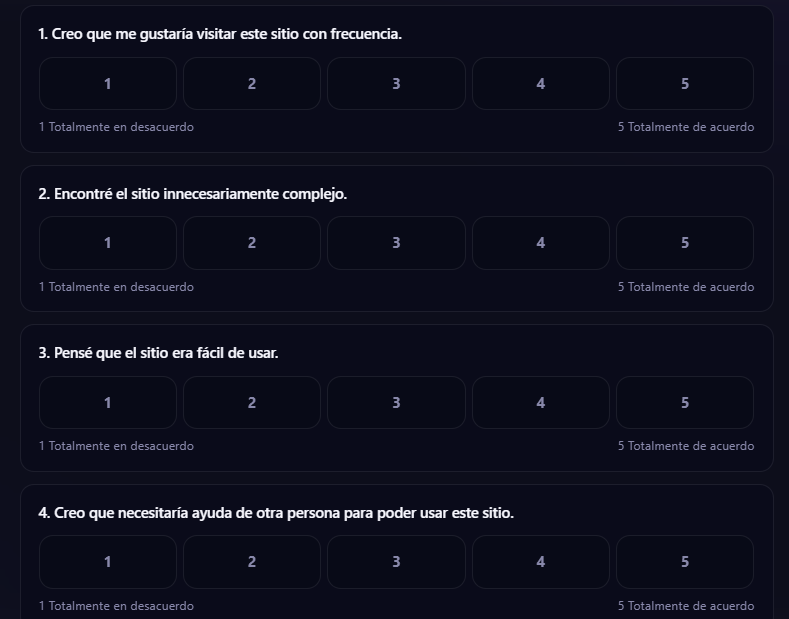 1. Creo que me gustaría visitar este sitio con frecuencia.
1 2 3 4 5
1 Totalmente en desacuerdo 5 Totalmente de acuerdo
2. Encontré el sitio innecesariamente complejo.
1 2 3 4 5
1 Totalmente en desacuerdo 5 Totalmente de acuerdo
3. Pensé que el sitio era fácil de usar.
1 2 3 4 5
1 Totalmente en desacuerdo 5 Totalmente de acuerdo
4. Creo que necesitaría ayuda de otra persona para poder usar este sitio.
1 2 3 4 5
1 Totalmente en desacuerdo 5 Totalmente de acuerdo